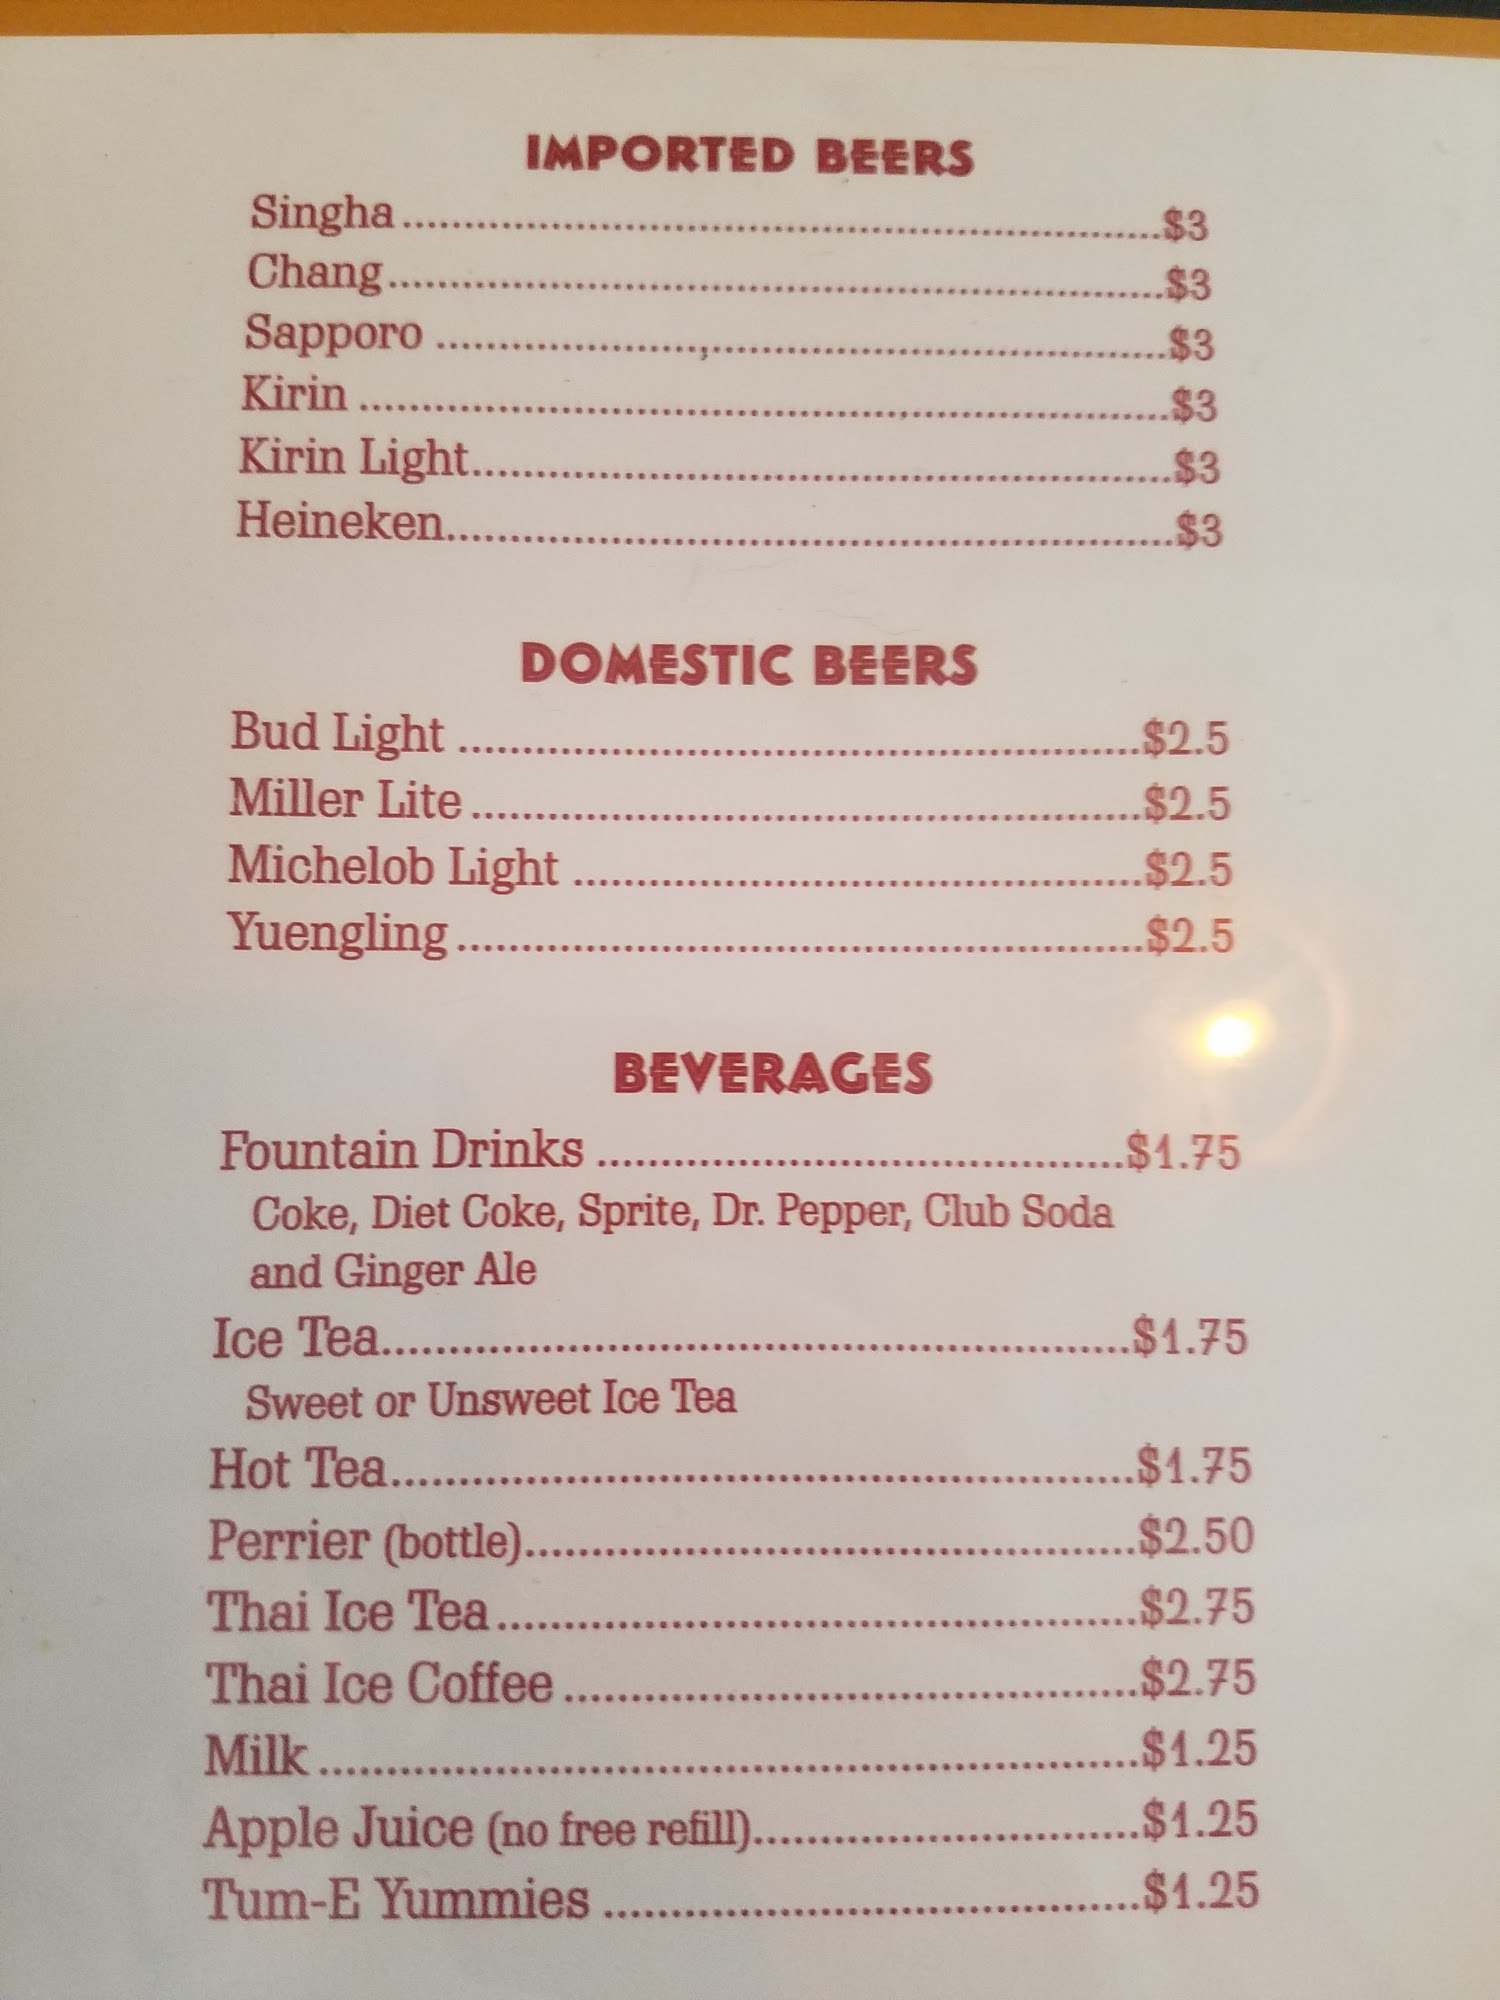 IMPORTED BEERS
Singha..........$3
Chang..........$3
Sapporo..........$3
Kirin..........$3
Kirin Light..........$3
Heineken..........$3
DOMESTIC BEERS
Bud Light..........$2.5
Miller Lite..........$2.5
Michelob Light..........$2.5
Yuengling..........$2.5
BEVERAGES
Fountain Drinks..........$1.75
Coke, Diet Coke, Sprite, Dr. Pepper, Club Soda
and Ginger Ale
Ice Tea..........$1.75
Sweet or Unsweet Ice Tea
Hot Tea..........$1.75
Perrier (bottle)..........$2.50
Thai Ice Tea..........$2.75
Thai Ice Coffee..........$2.75
Milk..........$1.25
Apple Juice (no free refill)..........$1.25
Tum-E Yummies..........$1.25